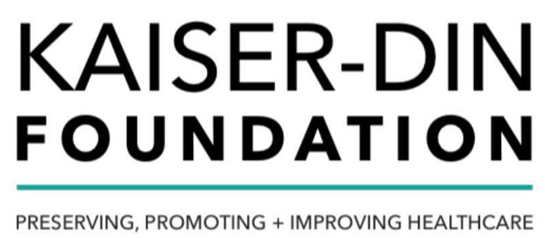 KAISER-DIN
FOUNDATION
PRESERVING, PROMOTING + IMPROVING HEALTHCARE